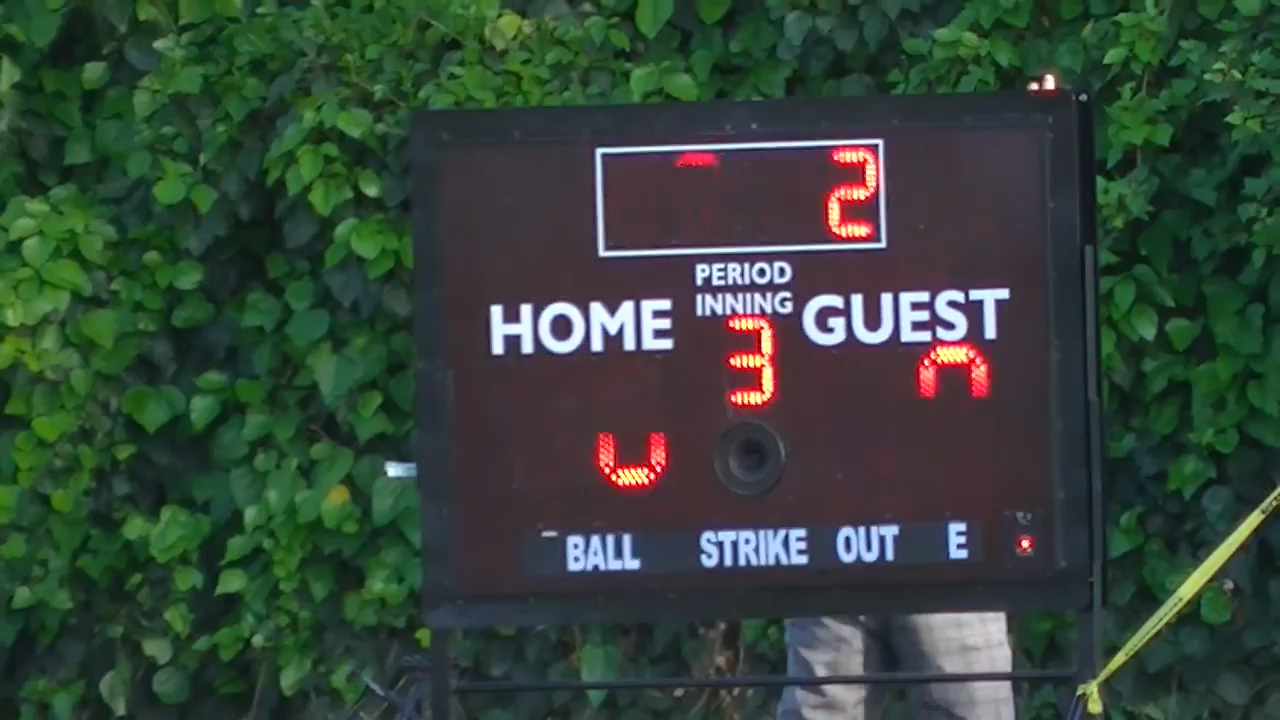 2
PERIOD
INNING
HOME GUEST
3
BALL STRIKE OUT E